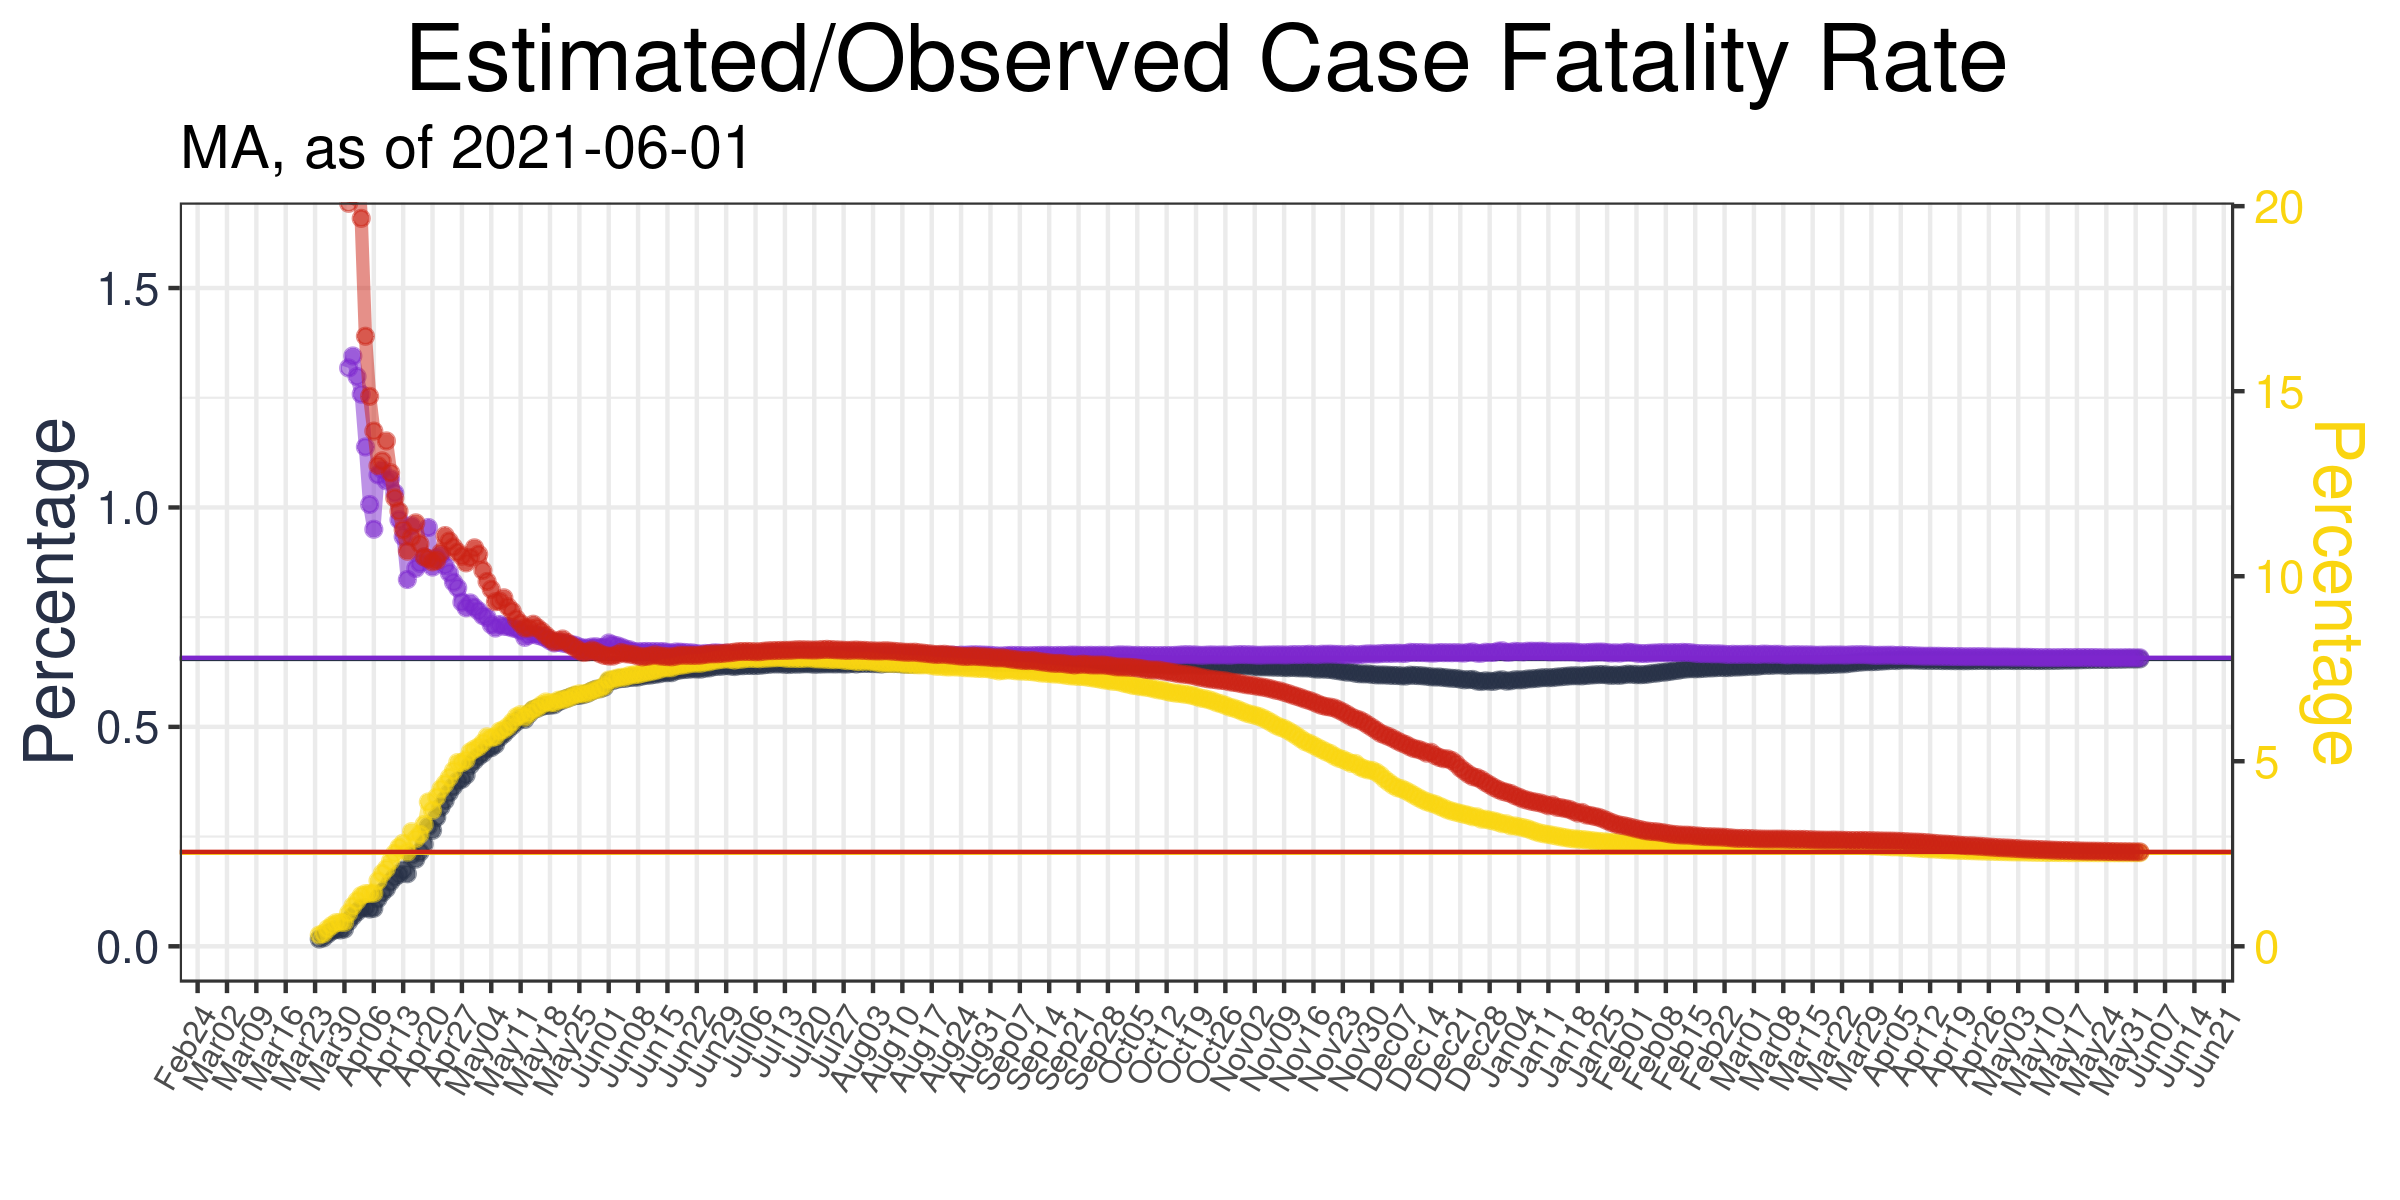 Estimated/Observed Case Fatality Rate
MA, as of 2021-06-01
Percentage
1.5
1.0
0.5
0.0
20
15
10
5
0
Percentage
Feb24
Mar02
Mar09
Mar16
Mar23
Mar30
Apr06
Apr13
Apr20
Apr27
May04
May11
May18
May25
Jun01
Jun08
Jun15
Jun22
Jun29
Jul06
Jul13
Jul20
Jul27
Aug03
Aug10
Aug17
Aug24
Aug31
Sep07
Sep14
Sep21
Sep28
Oct05
Oct12
Oct19
Oct26
Nov02
Nov09
Nov16
Nov23
Nov30
Dec07
Dec14
Dec21
Dec28
Jan04
Jan11
Jan18
Jan25
Feb01
Feb08
Feb15
Feb22
Mar01
Mar08
Mar15
Mar22
Mar29
Apr05
Apr12
Apr19
Apr26
May03
May10
May17
May24
May31
Jun07
Jun14
Jun21